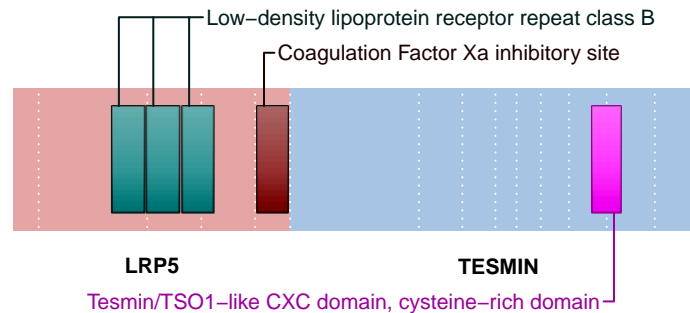 Low−density lipoprotein receptor repeat class B
Coagulation Factor Xa inhibitory site
LRP5
TESMIN
Tesmin/TSO1−like CXC domain, cysteine−rich domain